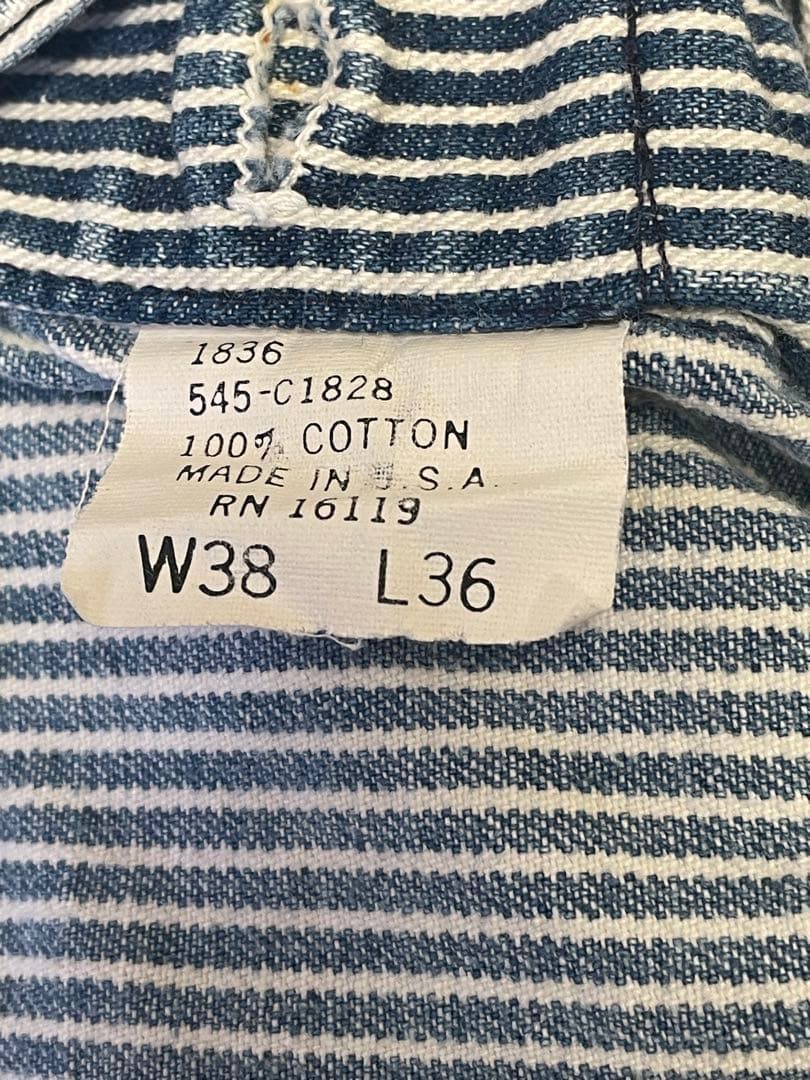 1836
545-C1828
100% COTTON
MADE IN U.S.A.
RN 16119
W38 L36